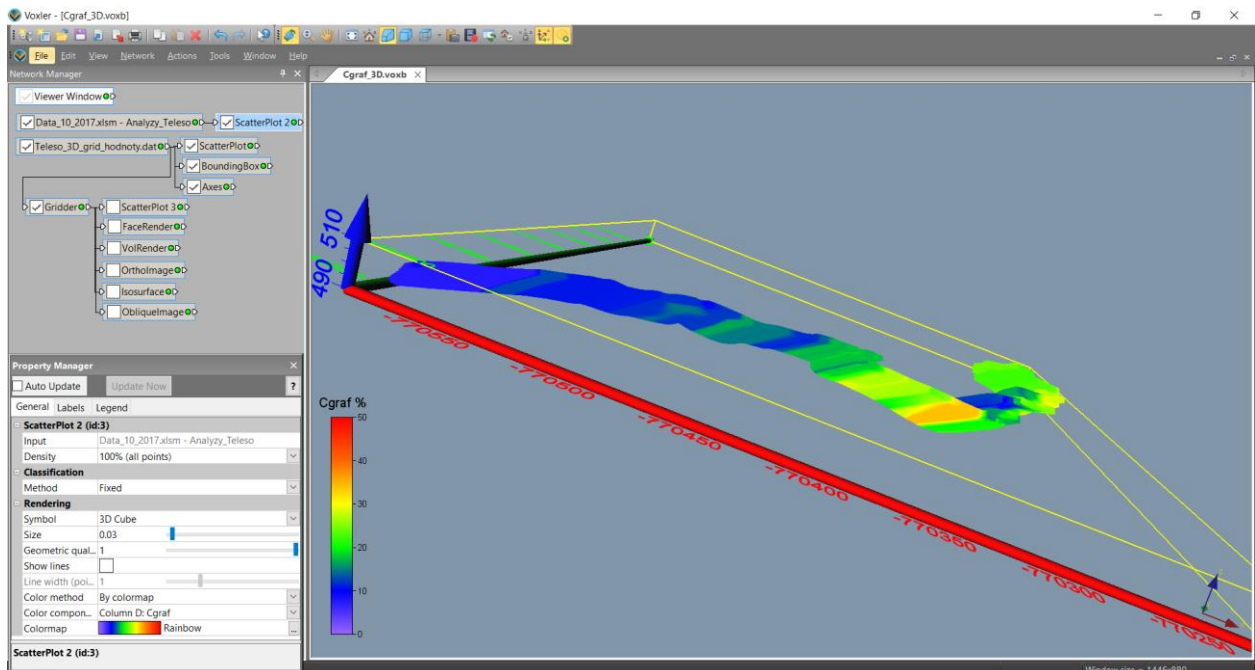 Voxler - [Cgraf_3D.voxb]
File Edit View Network Actions Tools Window Help
Network Manager
Cgraf_3D.voxb
Viewer Window
Data_10_2017.xlsm - Analyzy_Teleso
ScatterPlot 2
Teleso_3D_grid_hodnoty.dat
ScatterPlot
BoundingBox
Axes
Gridder
ScatterPlot 3
FaceRender
VolRender
OrthoImage
Isosurface
ObliqueImage
Property Manager
Auto Update Update Now ?
General Labels Legend
ScatterPlot 2 (id:3)
Input Data_10_2017.xlsm - Analyzy_Teleso
Density 100% (all points)
Classification
Method Fixed
Rendering
Symbol 3D Cube
Size 0.03
Geometric qual... 1
Show lines
Line width (poi... 1
Color method By colormap
Color compon... Column D: Cgraf
Colormap Rainbow ...
ScatterPlot 2 (id:3)
510
490
-770550
-770500
-770450
-770400
-770350
-770300
-770250
Cgraf %
50
40
30
20
10
0
Window size = 1446x880